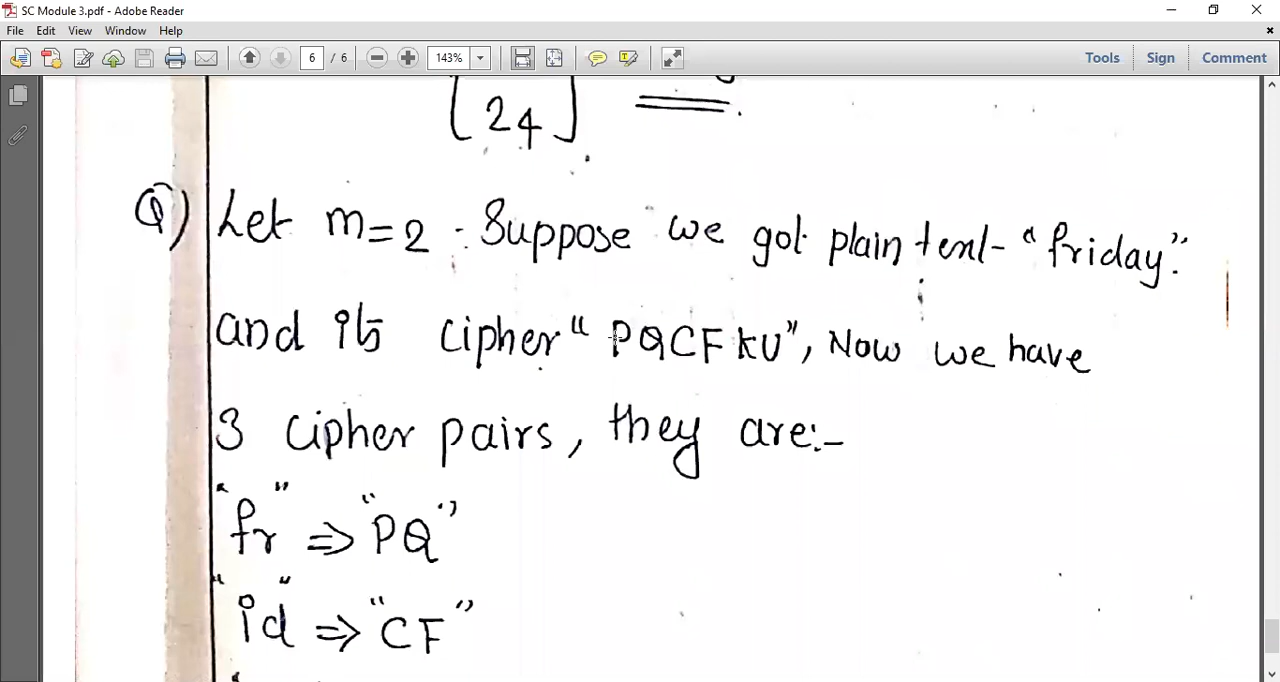 SC Module 3.pdf - Adobe Reader
File Edit View Window Help
6 / 6 143% Tools Sign Comment
24
Q) Let m=2. Suppose we got plain text "friday".
and its cipher "PQCFKU", Now we have
3 cipher pairs, they are:-
"fr" ⇒ "PQ"
"id" ⇒ "CF"